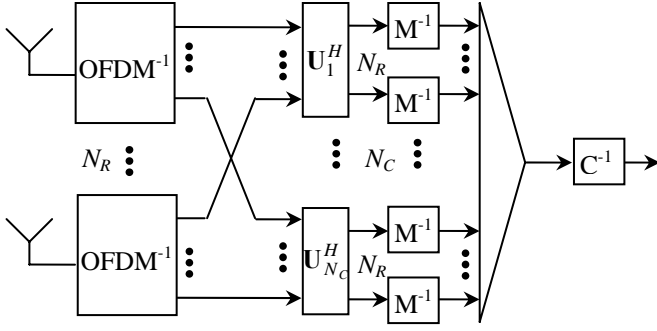 OFDM⁻¹
U₁ᴴ
M⁻¹
N_R
M⁻¹
N_R
N_C
C⁻¹
OFDM⁻¹
U_{N_C}^H
M⁻¹
N_R
M⁻¹